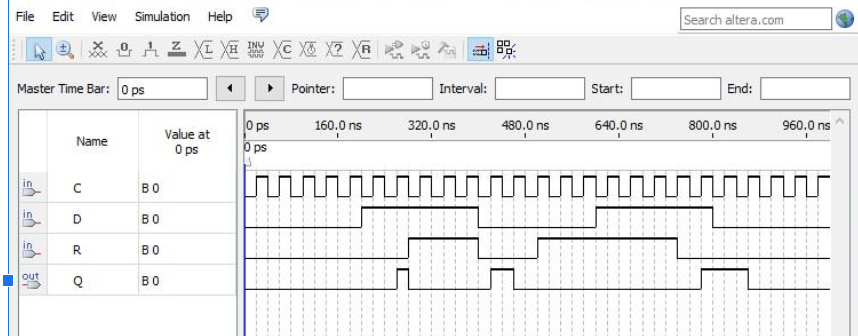 File Edit View Simulation Help
Search altera.com
Master Time Bar: 0 ps Pointer: Interval: Start: End:
Name Value at 0 ps
0 ps 160.0 ns 320.0 ns 480.0 ns 640.0 ns 800.0 ns 960.0 ns
0 ps
in C B 0
in D B 0
in R B 0
out Q B 0